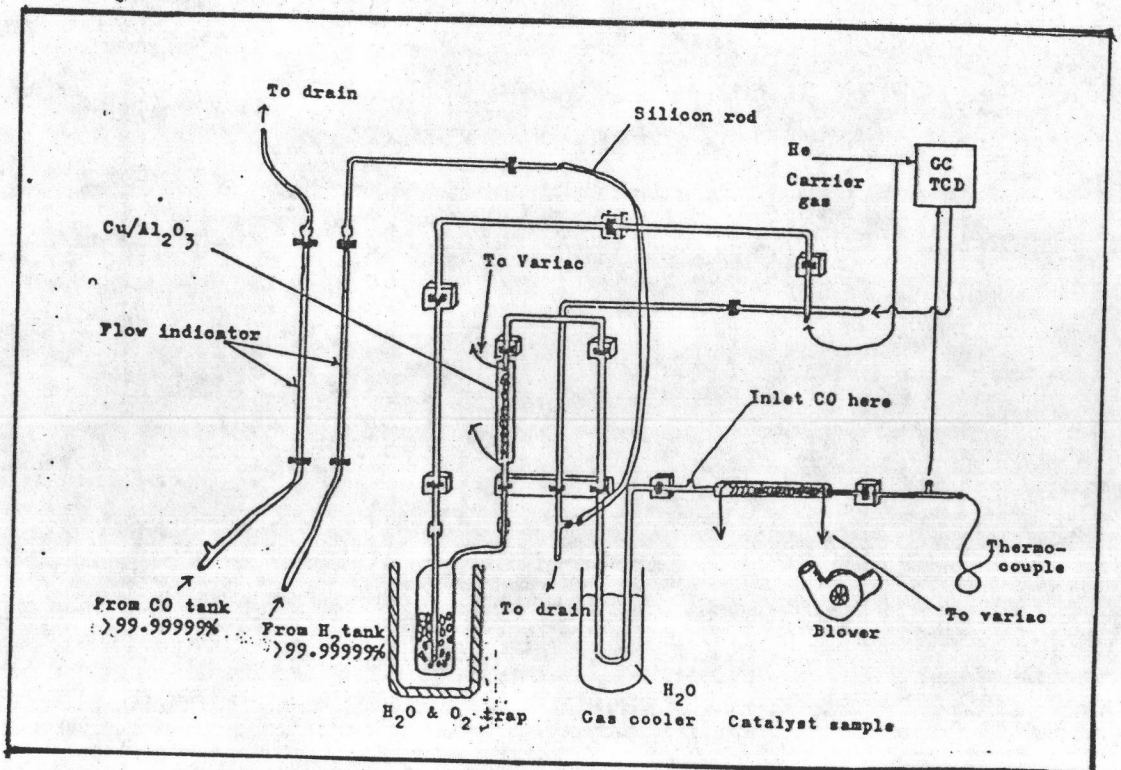 To drain
Silicon rod
He
Carrier
gas
GC
TCD
Cu/Al2O3
To Variac
Flow indicator
Inlet CO here
Thermo-
couple
From CO tank
>99.99999%
From H2 tank
>99.99999%
To drain
Blower
To variac
H2O
H2O & O2 trap
Gas cooler
Catalyst sample